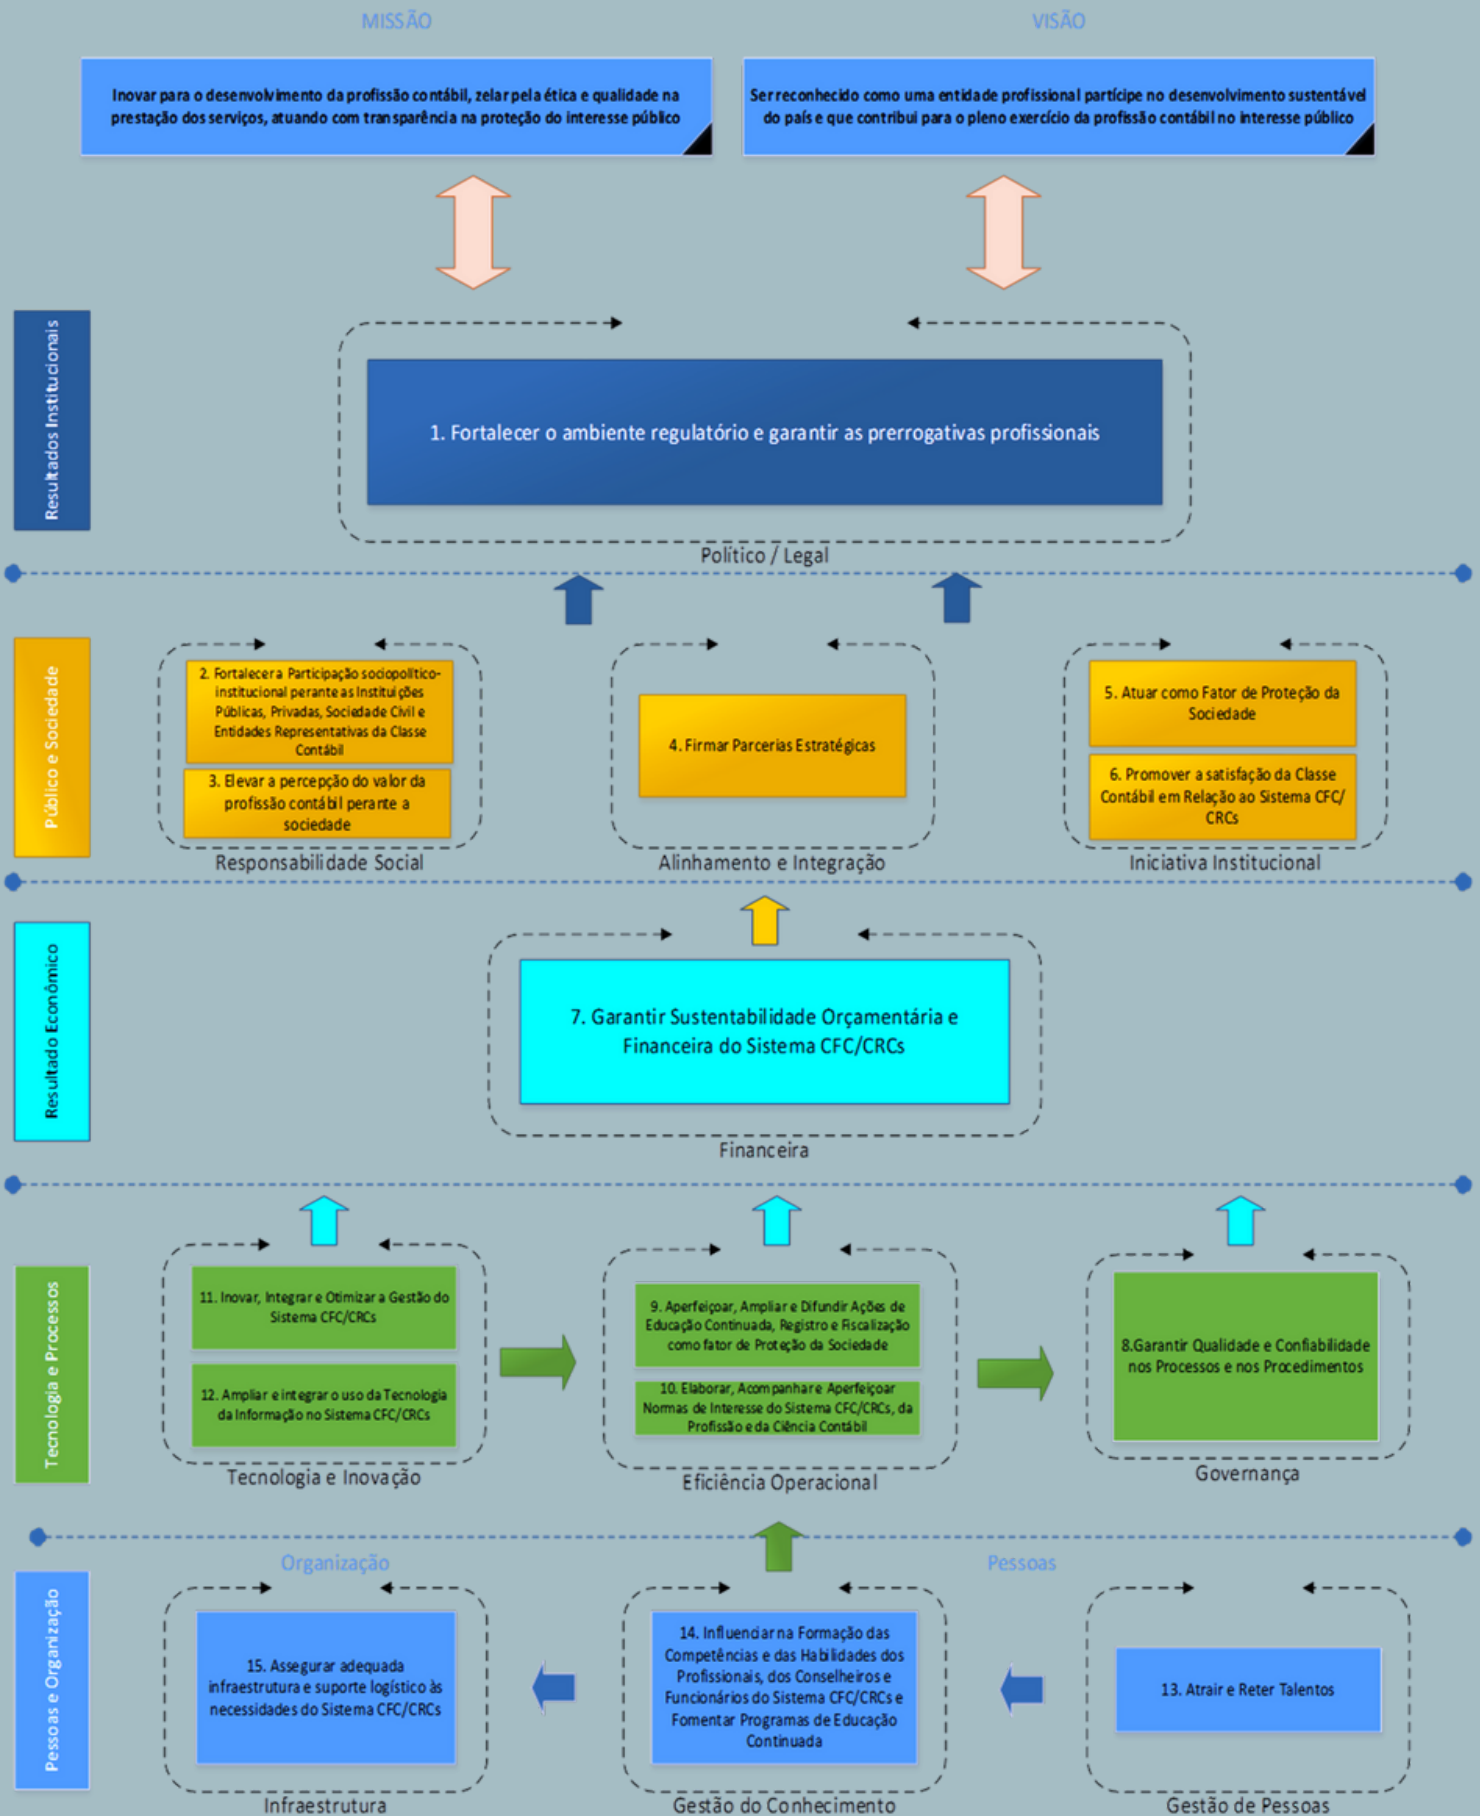 MISSÃO
VISÃO
Inovar para o desenvolvimento da profissão contábil, zelar pela ética e qualidade na
prestação dos serviços, atuando com transparência na proteção do interesse público
Ser reconhecido como uma entidade profissional partícipe no desenvolvimento sustentável
do país e que contribui para o pleno exercício da profissão contábil no interesse público
Resultados Institucionais
1. Fortalecer o ambiente regulatório e garantir as prerrogativas profissionais
Político / Legal
Público e Sociedade
2. Fortalecer a Participação sociopolítico-
institucional perante as Instituições
Públicas, Privadas, Sociedade Civil e
Entidades Representativas da Classe
Contábil
3. Elevar a percepção do valor da
profissão contábil perante a
sociedade
Responsabilidade Social
4. Firmar Parcerias Estratégicas
Alinhamento e Integração
5. Atuar como Fator de Proteção da
Sociedade
6. Promover a satisfação da Classe
Contábil em Relação ao Sistema CFC/
CRCs
Iniciativa Institucional
Resultado Econômico
7. Garantir Sustentabilidade Orçamentária e
Financeira do Sistema CFC/CRCs
Financeira
Tecnologia e Processos
11. Inovar, Integrar e Otimizar a Gestão do
Sistema CFC/CRCs
12. Ampliar e integrar o uso da Tecnologia
da Informação no Sistema CFC/CRCs
Tecnologia e Inovação
9. Aperfeiçoar, Ampliar e Difundir Ações de
Educação Continuada, Registro e Fiscalização
como fator de Proteção da Sociedade
10. Elaborar, Acompanhar e Aperfeiçoar
Normas de Interesse do Sistema CFC/CRCs, da
Profissão e da Ciência Contábil
Eficiência Operacional
8.Garantir Qualidade e Confiabilidade
nos Processos e nos Procedimentos
Governança
Organização
Pessoas
Pessoas e Organização
15. Assegurar adequada
infraestrutura e suporte logístico às
necessidades do Sistema CFC/CRCs
Infraestrutura
14. Influenciar na Formação das
Competências e das Habilidades dos
Profissionais, dos Conselheiros e
Funcionários do Sistema CFC/CRCs e
Fomentar Programas de Educação
Continuada
Gestão do Conhecimento
13. Atrair e Reter Talentos
Gestão de Pessoas